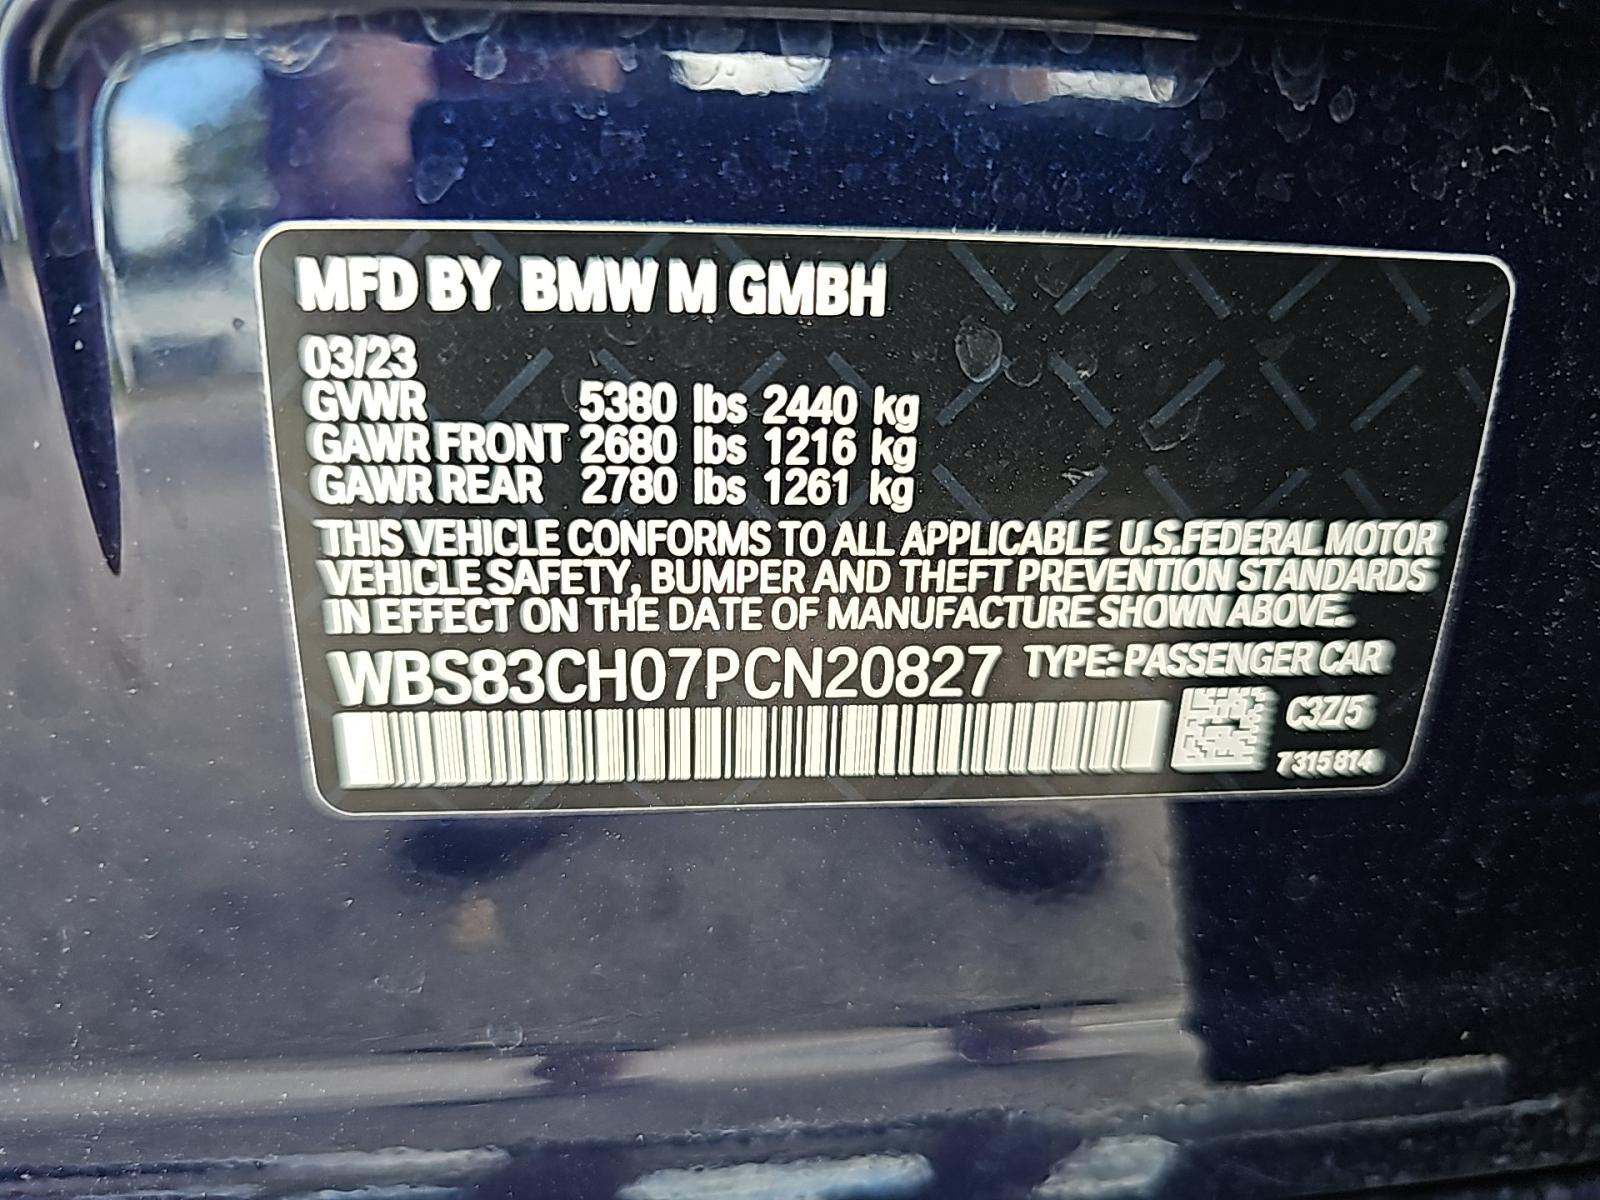 MFD BY BMW M GMBH
03/23
GVWR 5380 lbs 2440 kg
GAWR FRONT 2680 lbs 1216 kg
GAWR REAR 2780 lbs 1261 kg
THIS VEHICLE CONFORMS TO ALL APPLICABLE U.S.FEDERAL MOTOR
VEHICLE SAFETY, BUMPER AND THEFT PREVENTION STANDARDS
IN EFFECT ON THE DATE OF MANUFACTURE SHOWN ABOVE.
WBS83CH07PCN20827 TYPE: PASSENGER CAR
C3Z/5
7315814